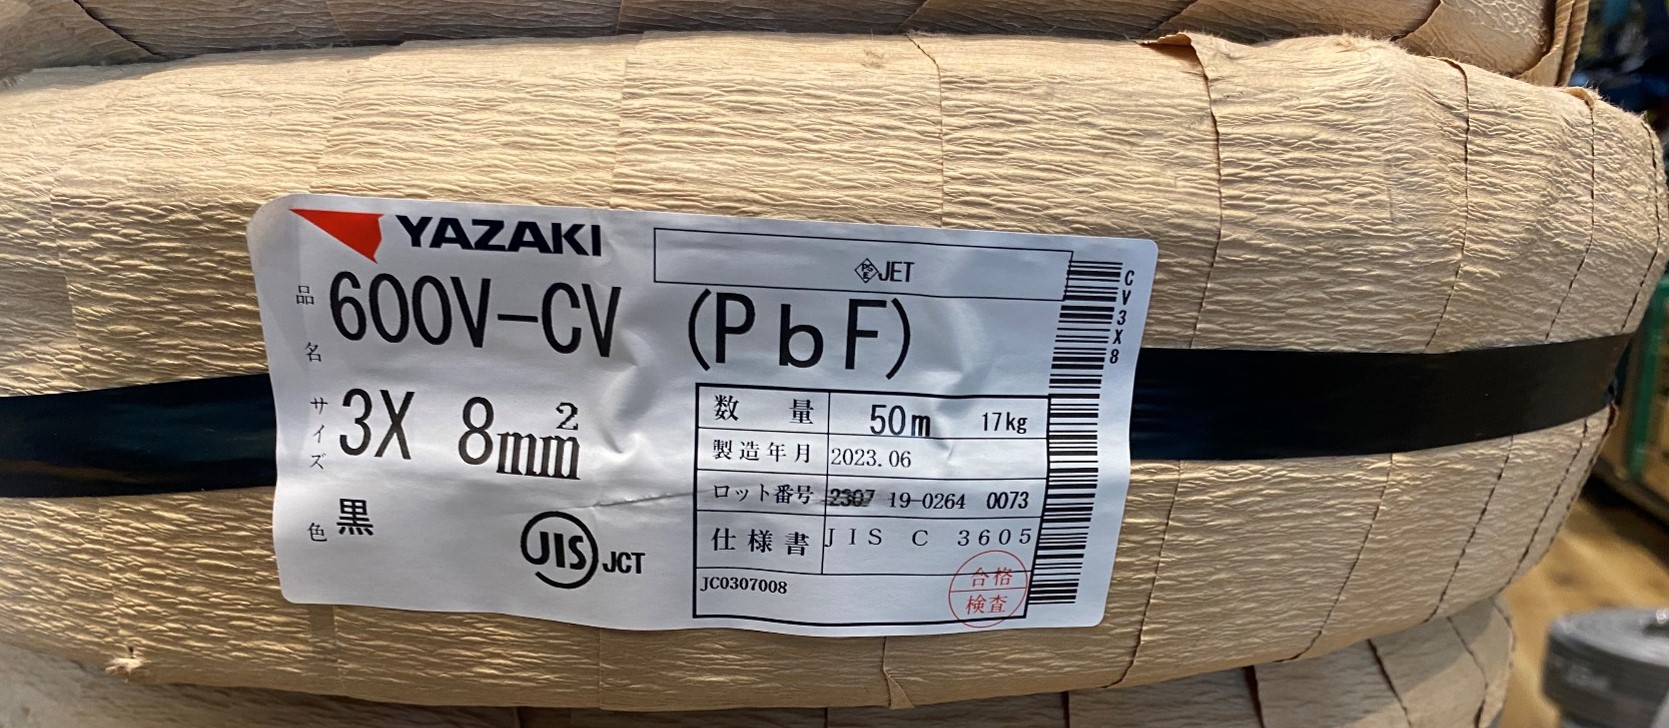 YAZAKI
PSE JET
品名 600V-CV (PbF)
サイズ 3X 8mm²
色 黒
JIS JCT
数量 50m 17kg
製造年月 2023.06
ロット番号 2307 19-0264 0073
仕様書 JIS C 3605
JC0307008
合格
検査
CV3X8